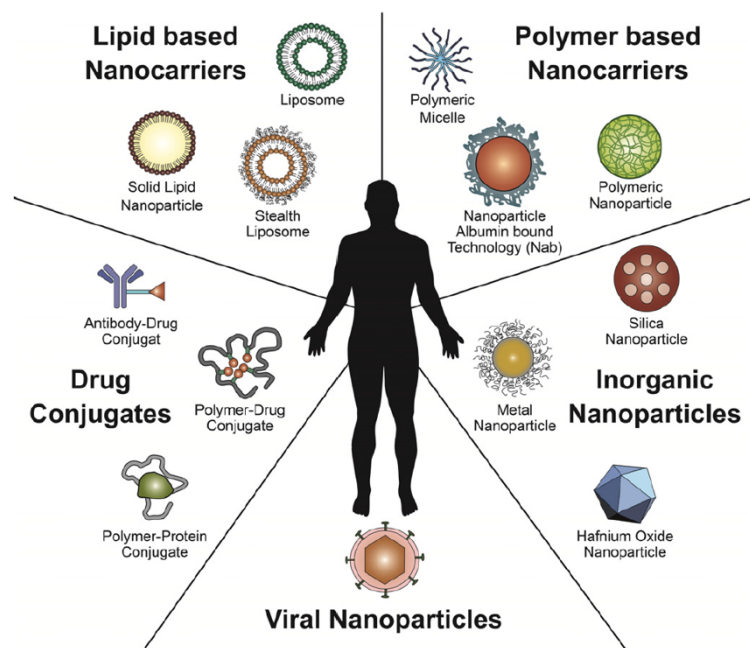 Lipid based
Nanocarriers
Liposome
Solid Lipid
Nanoparticle
Stealth
Liposome
Polymer based
Nanocarriers
Polymeric
Micelle
Nanoparticle
Albumin bound
Technology (Nab)
Polymeric
Nanoparticle
Antibody-Drug
Conjugat
Drug
Conjugates
Polymer-Drug
Conjugate
Polymer-Protein
Conjugate
Silica
Nanoparticle
Metal
Nanoparticle
Inorganic
Nanoparticles
Hafnium Oxide
Nanoparticle
Viral Nanoparticles